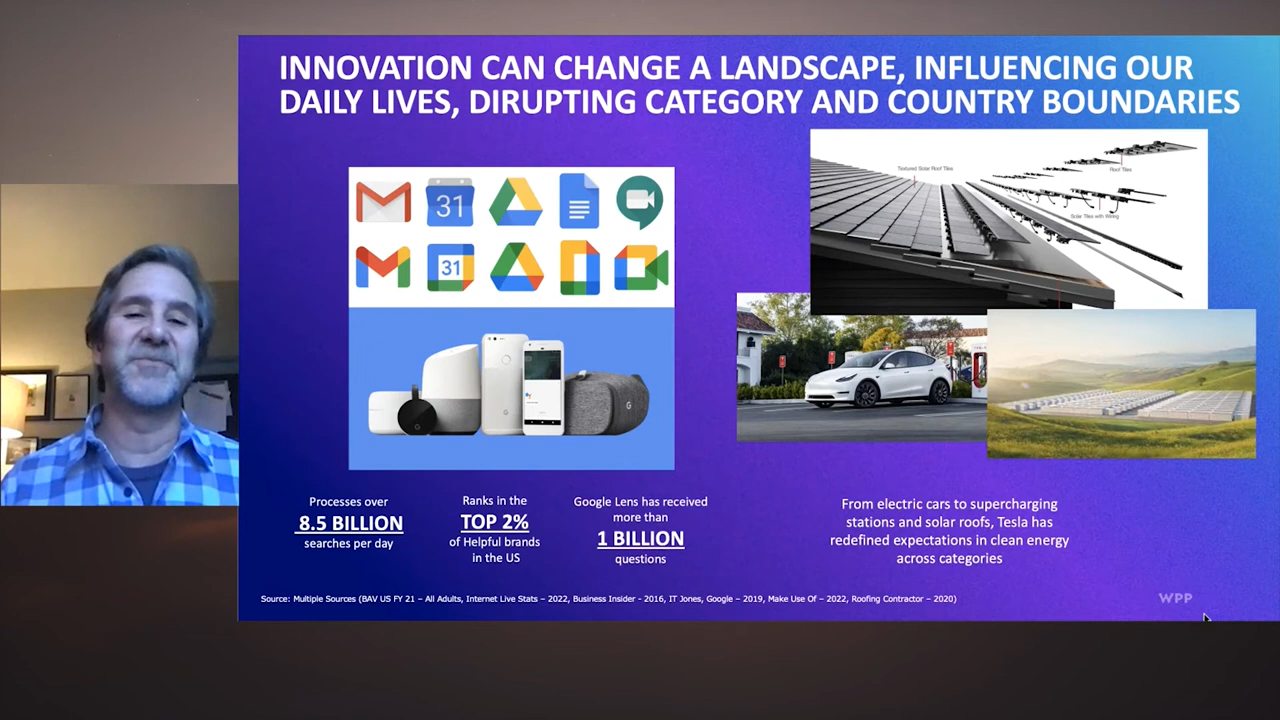 INNOVATION CAN CHANGE A LANDSCAPE, INFLUENCING OUR
DAILY LIVES, DIRUPTING CATEGORY AND COUNTRY BOUNDARIES
31
31
G
G
G
Textured Solar Roof Tiles
Roof Tiles
Solar Tiles with Wiring
Processes over
8.5 BILLION
searches per day
Ranks in the
TOP 2%
of Helpful brands
in the US
Google Lens has received
more than
1 BILLION
questions
From electric cars to supercharging
stations and solar roofs, Tesla has
redefined expectations in clean energy
across categories
Source: Multiple Sources (BAV US FY 21 – All Adults, Internet Live Stats – 2022, Business Insider - 2016, IT Jones, Google – 2019, Make Use Of – 2022, Roofing Contractor – 2020)
WPP